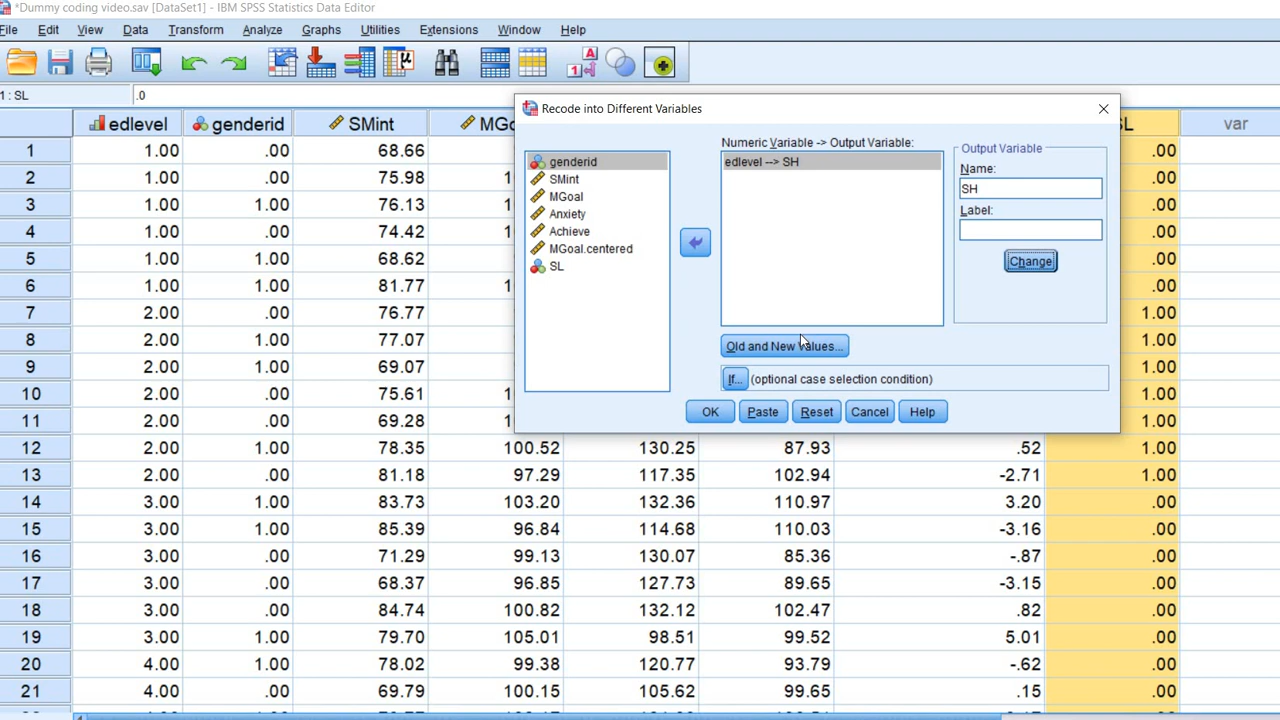 *Dummy coding video.sav [DataSet1] - IBM SPSS Statistics Data Editor
File Edit View Data Transform Analyze Graphs Utilities Extensions Window Help
1 : SL .0
Recode into Different Variables
edlevel genderid SMint SL var
1 1.00 .00 68.66 .00
2 1.00 .00 75.98 .00
3 1.00 1.00 76.13 .00
4 1.00 .00 74.42 .00
5 1.00 1.00 68.62 .00
6 1.00 1.00 81.77 .00
7 2.00 .00 76.77 1.00
8 2.00 1.00 77.07 1.00
9 2.00 1.00 69.07 1.00
10 2.00 .00 75.61 1.00
11 2.00 .00 69.28 1.00
12 2.00 1.00 78.35 100.52 130.25 87.93 .52 1.00
13 2.00 .00 81.18 97.29 117.35 102.94 -2.71 1.00
14 3.00 1.00 83.73 103.20 132.36 110.97 3.20 .00
15 3.00 1.00 85.39 96.84 114.68 110.03 -3.16 .00
16 3.00 .00 71.29 99.13 130.07 85.36 -.87 .00
17 3.00 .00 68.37 96.85 127.73 89.65 -3.15 .00
18 3.00 .00 84.74 100.82 132.12 102.47 .82 .00
19 3.00 1.00 79.70 105.01 98.51 99.52 5.01 .00
20 4.00 1.00 78.02 99.38 120.77 93.79 -.62 .00
21 4.00 .00 69.79 100.15 105.62 99.65 .15 .00
genderid
SMint
MGoal
Anxiety
Achieve
MGoal.centered
SL
Numeric Variable -> Output Variable:
edlevel --> SH
Output Variable
Name:
SH
Label:
Change
Old and New Values...
If... (optional case selection condition)
OK Paste Reset Cancel Help